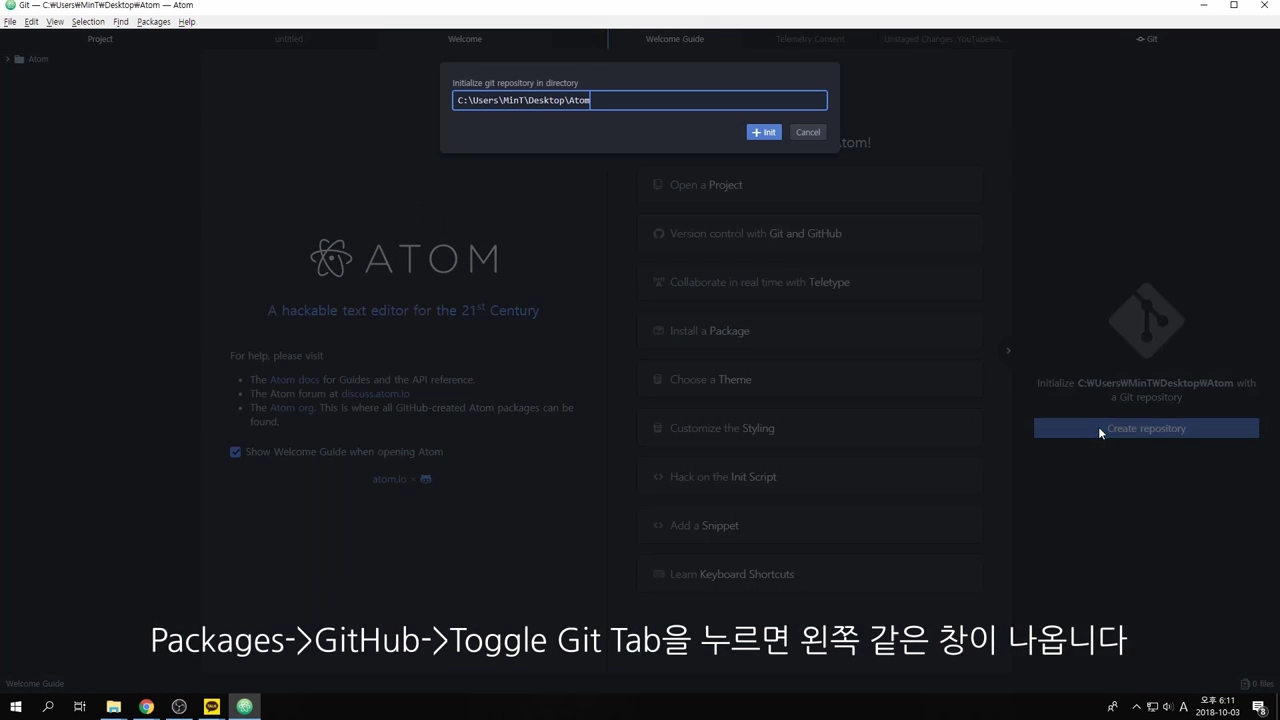 Git — C:₩Users₩MinT₩Desktop₩Atom — Atom
File Edit View Selection Find Packages Help
Project untitled Welcome Welcome Guide Telemetry Consent Unstaged Changes: YouTube₩A... Git
Atom
Initialize git repository in directory
C:\Users\MinT\Desktop\Atom
Init Cancel
Atom!
ATOM
A hackable text editor for the 21st Century
For help, please visit
The Atom docs for Guides and the API reference.
The Atom forum at discuss.atom.io
The Atom org. This is where all GitHub-created Atom packages can be
found.
Show Welcome Guide when opening Atom
atom.io ×
Open a Project
Version control with Git and GitHub
Collaborate in real time with Teletype
Install a Package
Choose a Theme
Customize the Styling
Hack on the Init Script
Add a Snippet
Learn Keyboard Shortcuts
Initialize C:₩Users₩MinT₩Desktop₩Atom with
a Git repository
Create repository
Packages->GitHub->Toggle Git Tab을 누르면 왼쪽 같은 창이 나옵니다
Welcome Guide 0 files
TALK
A
오후 6:11
2018-10-03
8